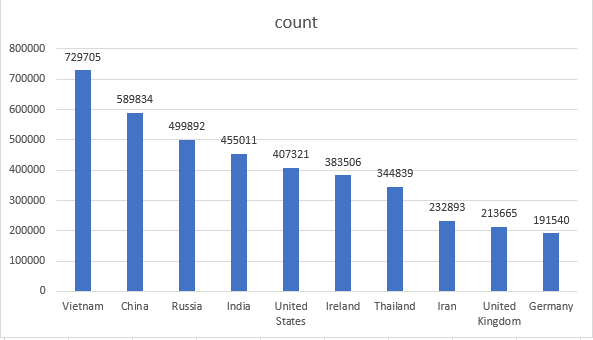 count
800000
700000
600000
500000
400000
300000
200000
100000
0
729705
589834
499892
455011
407321
383506
344839
232893
213665
191540
Vietnam
China
Russia
India
United
States
Ireland
Thailand
Iran
United
Kingdom
Germany